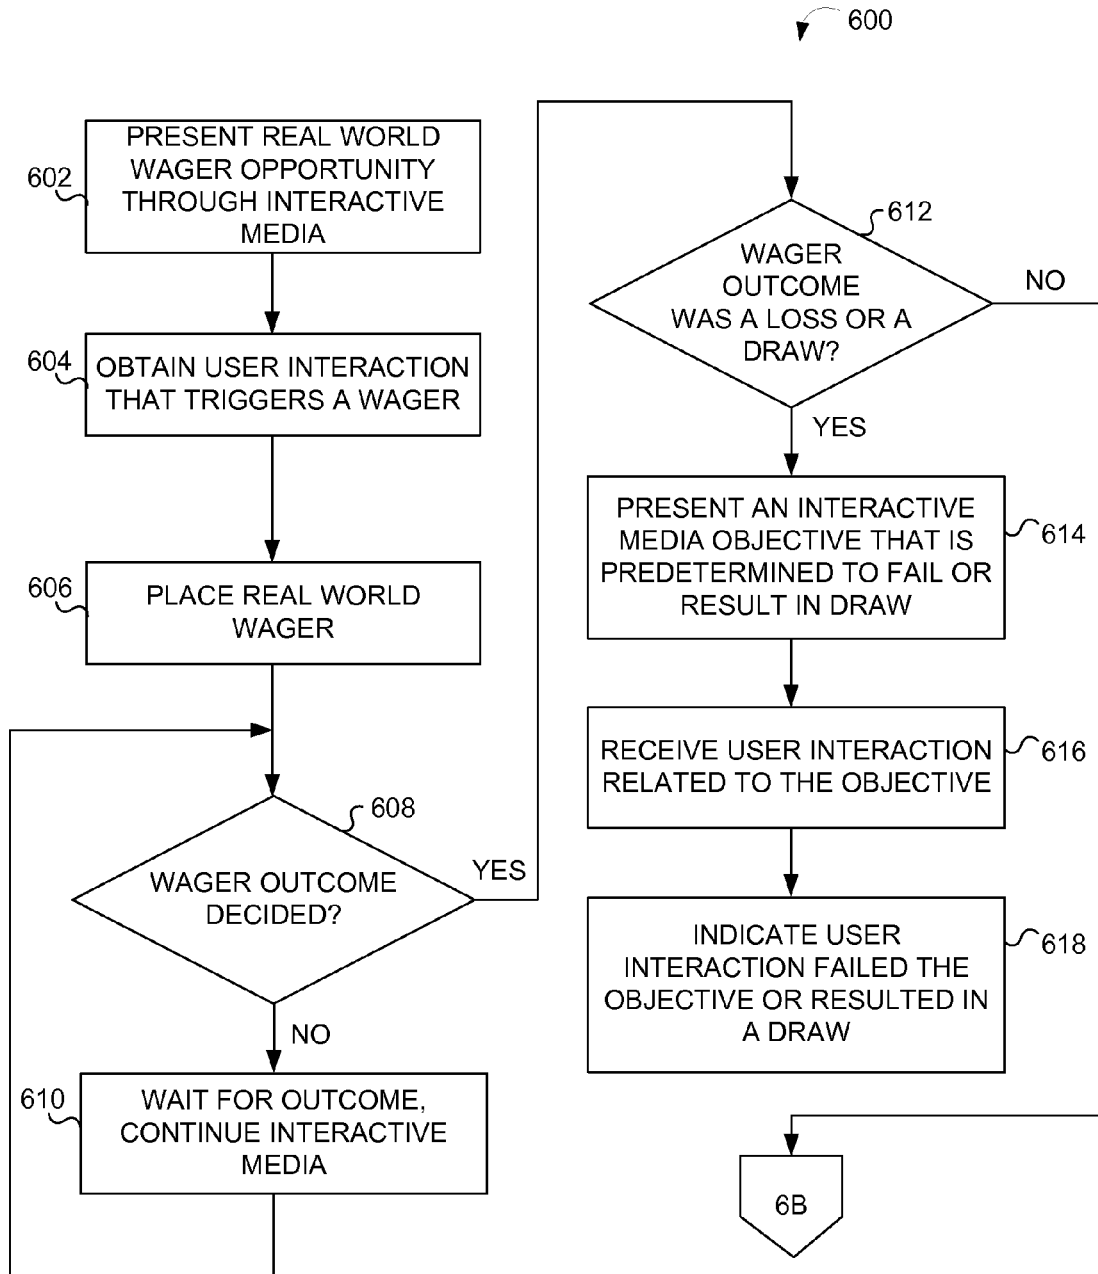 600
602
PRESENT REAL WORLD
WAGER OPPORTUNITY
THROUGH INTERACTIVE
MEDIA
604
OBTAIN USER INTERACTION
THAT TRIGGERS A WAGER
606
PLACE REAL WORLD
WAGER
608
WAGER OUTCOME
DECIDED?
YES
NO
610
WAIT FOR OUTCOME,
CONTINUE INTERACTIVE
MEDIA
612
WAGER
OUTCOME
WAS A LOSS OR A
DRAW?
NO
YES
614
PRESENT AN INTERACTIVE
MEDIA OBJECTIVE THAT IS
PREDETERMINED TO FAIL OR
RESULT IN DRAW
616
RECEIVE USER INTERACTION
RELATED TO THE OBJECTIVE
618
INDICATE USER
INTERACTION FAILED THE
OBJECTIVE OR RESULTED IN
A DRAW
6B